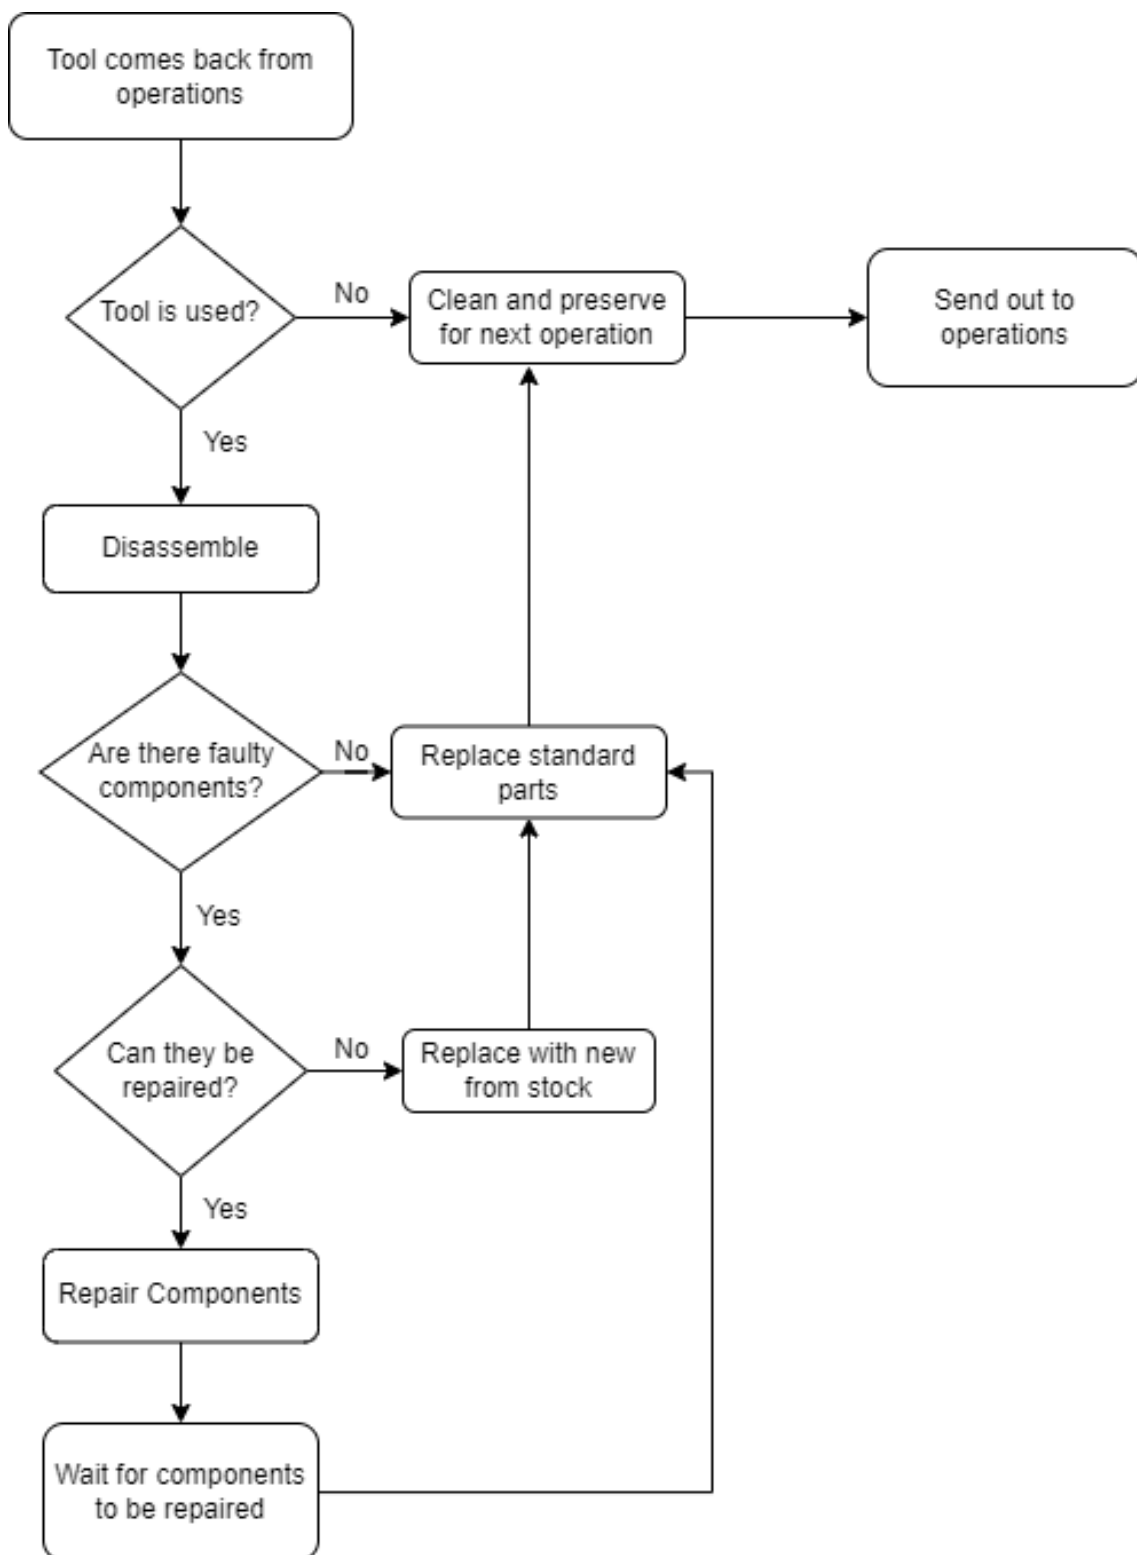 Tool comes back from
operations
Tool is used?
No
Clean and preserve
for next operation
Send out to
operations
Yes
Disassemble
Are there faulty
components?
No
Replace standard
parts
Yes
Can they be
repaired?
No
Replace with new
from stock
Yes
Repair Components
Wait for components
to be repaired